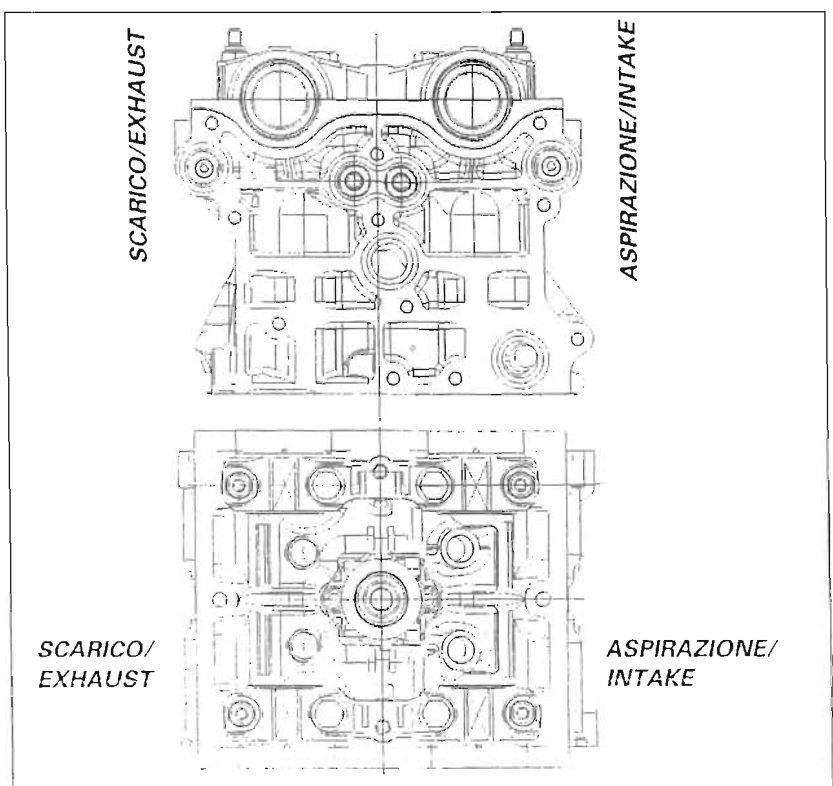 SCARICO/EXHAUST
ASPIRAZIONE/INTAKE
SCARICO/
EXHAUST
ASPIRAZIONE/
INTAKE